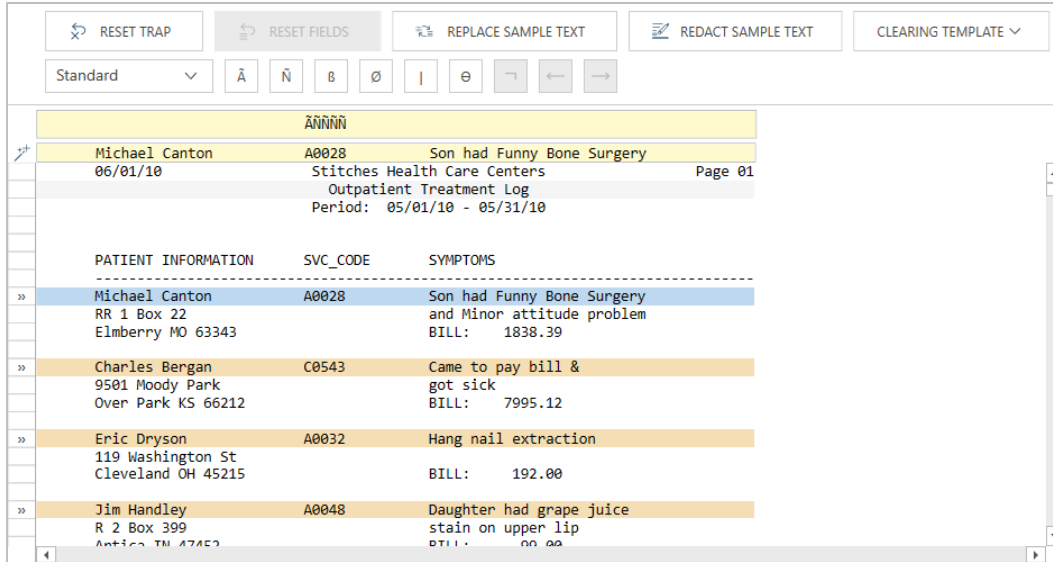 RESET TRAP RESET FIELDS REPLACE SAMPLE TEXT REDACT SAMPLE TEXT CLEARING TEMPLATE
Standard Ã Ñ ß Ø | Ɵ ¬ ← →
ÃÑÑÑÑ
Michael Canton A0028 Son had Funny Bone Surgery
06/01/10 Stitches Health Care Centers Page 01
Outpatient Treatment Log
Period: 05/01/10 - 05/31/10
PATIENT INFORMATION SVC_CODE SYMPTOMS
--------------------------------------------------------------------------------
» Michael Canton A0028 Son had Funny Bone Surgery
RR 1 Box 22 and Minor attitude problem
Elmberry MO 63343 BILL: 1838.39
» Charles Bergan C0543 Came to pay bill &
9501 Moody Park got sick
Over Park KS 66212 BILL: 7995.12
» Eric Dryson A0032 Hang nail extraction
119 Washington St
Cleveland OH 45215 BILL: 192.00
» Jim Handley A0048 Daughter had grape juice
R 2 Box 399 stain on upper lip
Antica IN 47452 BILL: 99.00